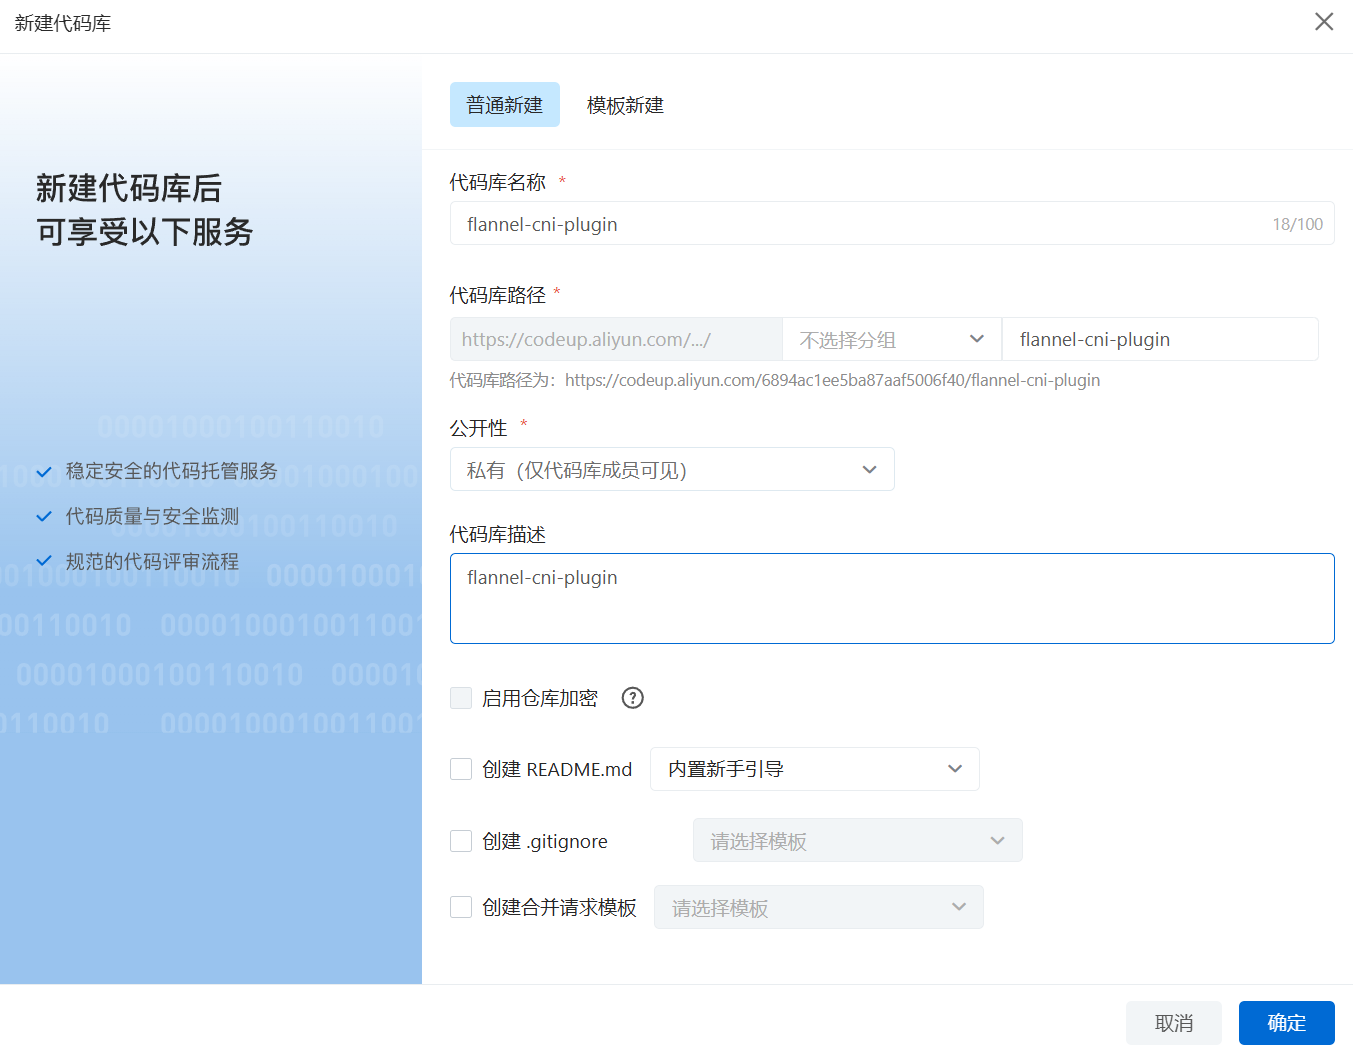 新建代码库
新建代码库后
可享受以下服务
00001000100110010
稳定安全的代码托管服务
代码质量与安全监测
规范的代码评审流程
普通新建 模板新建
代码库名称 *
flannel-cni-plugin 18/100
代码库路径 *
https://codeup.aliyun.com/.../ 不选择分组 flannel-cni-plugin
代码库路径为：https://codeup.aliyun.com/6894ac1ee5ba87aaf5006f40/flannel-cni-plugin
公开性 *
私有（仅代码库成员可见）
代码库描述
flannel-cni-plugin
启用仓库加密 ?
创建 README.md 内置新手引导
创建 .gitignore 请选择模板
创建合并请求模板 请选择模板
00110010 0000100010011001
00001000100110010 000010
0110010 0000100010011001
取消 确定